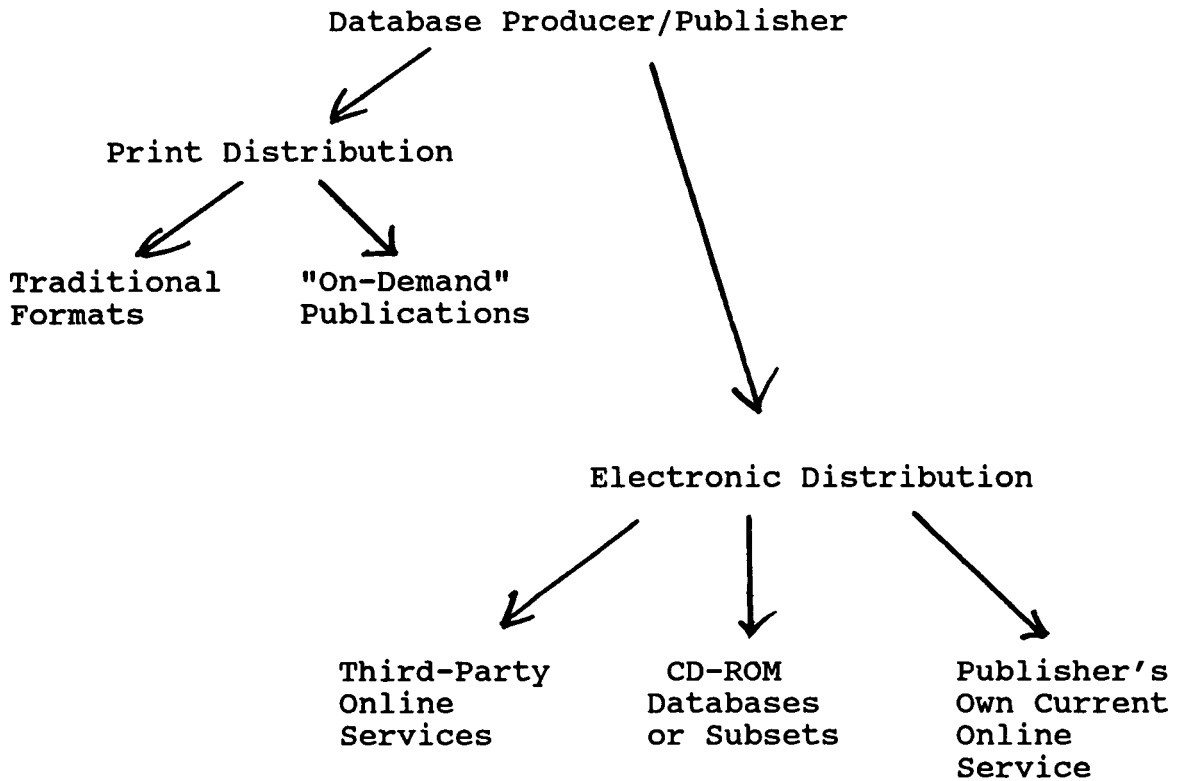 Database Producer/Publisher
Print Distribution
Traditional
Formats
"On-Demand"
Publications
Electronic Distribution
Third-Party
Online
Services
CD-ROM
Databases
or Subsets
Publisher's
Own Current
Online
Service